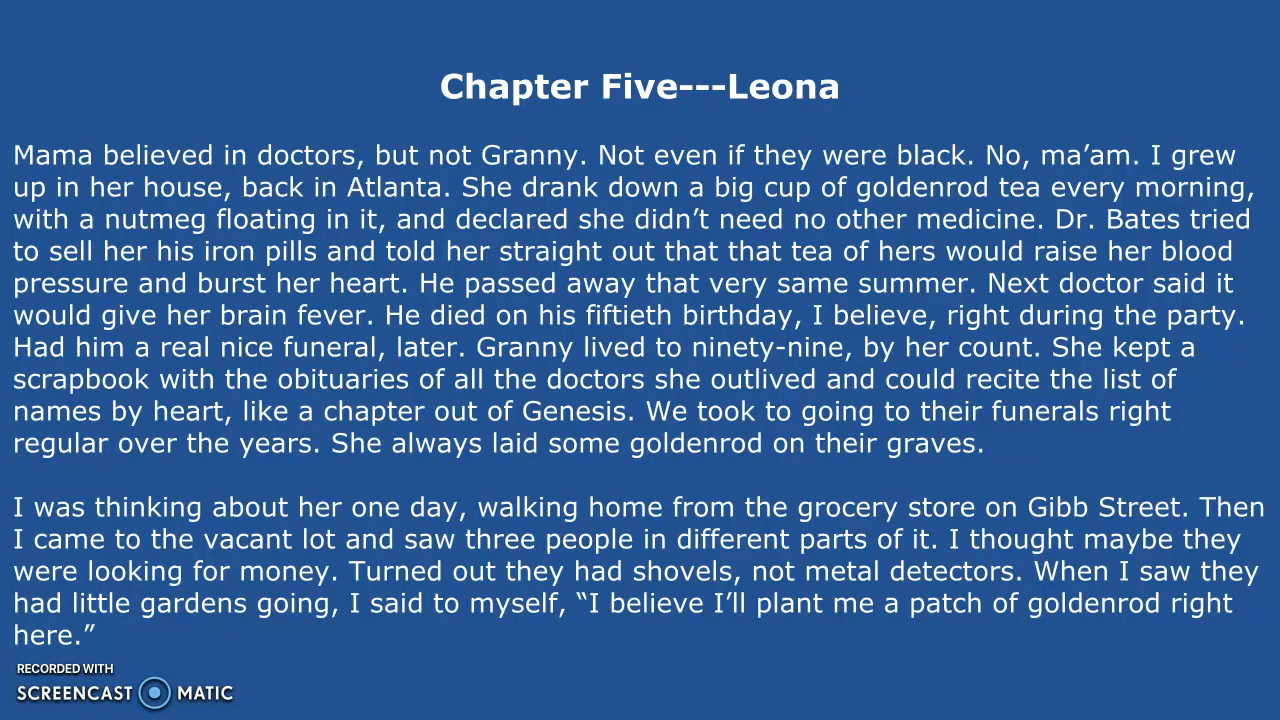 Chapter Five---Leona
Mama believed in doctors, but not Granny. Not even if they were black. No, ma’am. I grew
up in her house, back in Atlanta. She drank down a big cup of goldenrod tea every morning,
with a nutmeg floating in it, and declared she didn’t need no other medicine. Dr. Bates tried
to sell her his iron pills and told her straight out that that tea of hers would raise her blood
pressure and burst her heart. He passed away that very same summer. Next doctor said it
would give her brain fever. He died on his fiftieth birthday, I believe, right during the party.
Had him a real nice funeral, later. Granny lived to ninety-nine, by her count. She kept a
scrapbook with the obituaries of all the doctors she outlived and could recite the list of
names by heart, like a chapter out of Genesis. We took to going to their funerals right
regular over the years. She always laid some goldenrod on their graves.
I was thinking about her one day, walking home from the grocery store on Gibb Street. Then
I came to the vacant lot and saw three people in different parts of it. I thought maybe they
were looking for money. Turned out they had shovels, not metal detectors. When I saw they
had little gardens going, I said to myself, “I believe I’ll plant me a patch of goldenrod right
here.”
RECORDED WITH
SCREENCAST MATIC